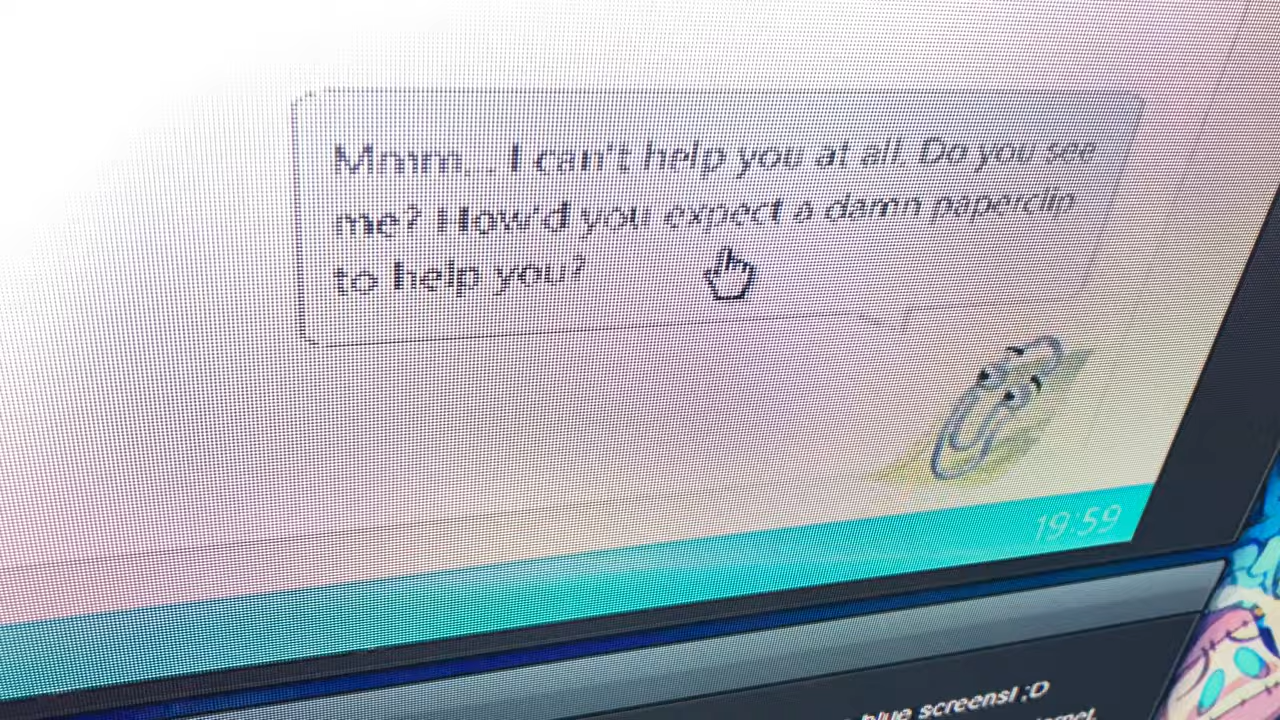 Mmm... I can't help you at all. Do you see
me? How'd you expect a damn paperclip
to help you?
19:59
blue screens! ;D